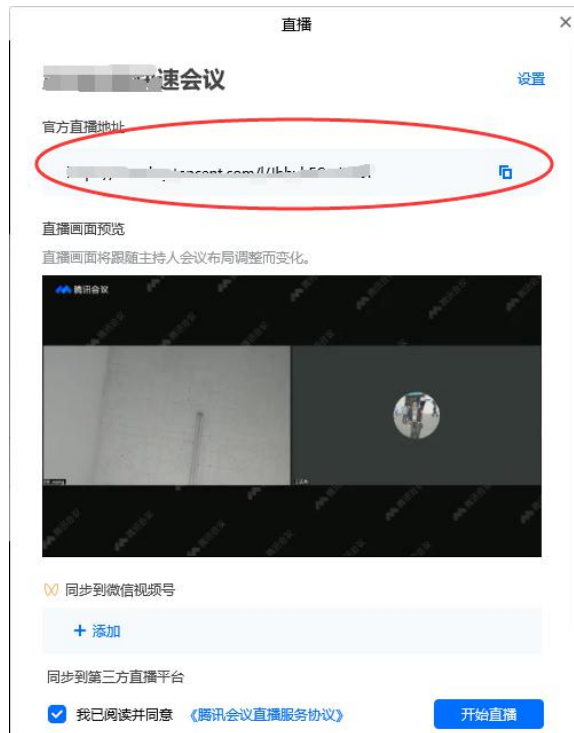 直播
速会议
设置
官方直播地址
直播画面预览
直播画面将跟随主持人会议布局调整而变化。
腾讯会议
同步到微信视频号
+ 添加
同步到第三方直播平台
我已阅读并同意 《腾讯会议直播服务协议》
开始直播